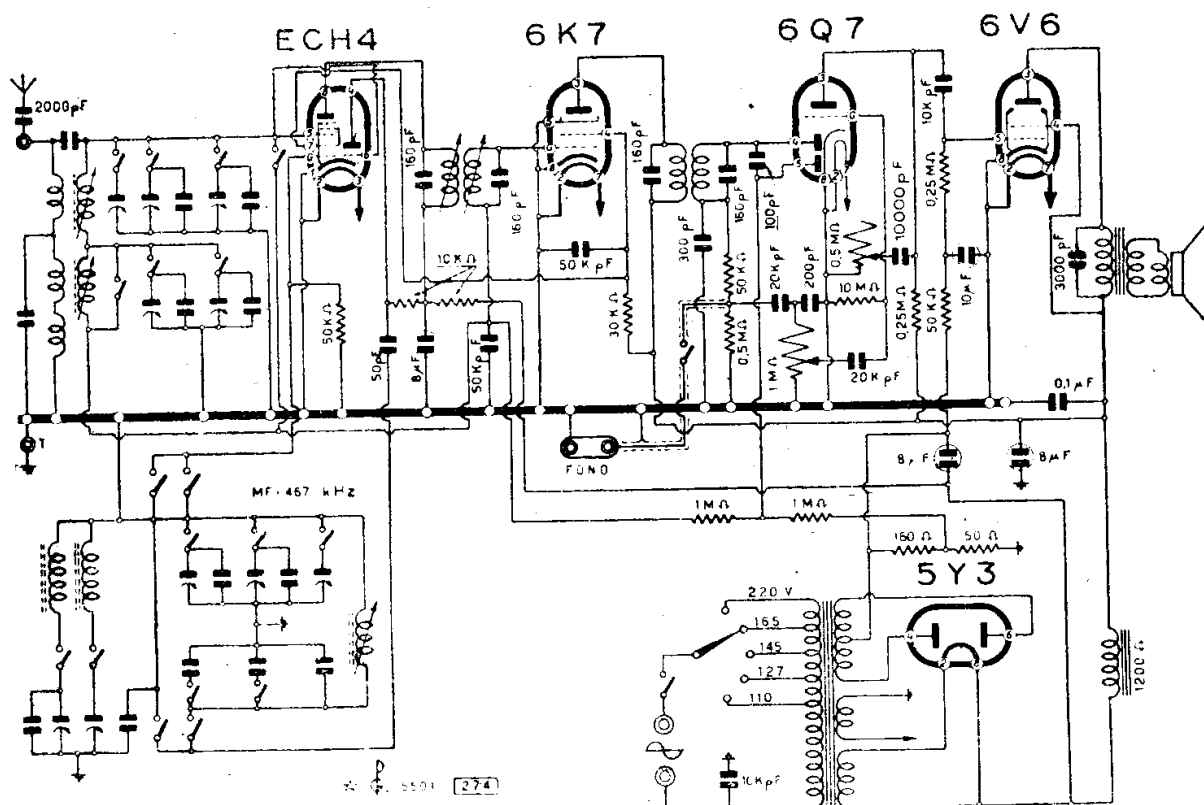 ECH4
6K7
6Q7
6V6
2000pF
160pF
160pF
160pF
160pF
100pF
300pF
10KpF
0,25MΩ
10000pF
0,5MΩ
3000pF
10KΩ
50KpF
50KΩ
20KpF
200pF
10MΩ
0,25MΩ
50KΩ
10µF
50KΩ
50pF
8µF
50KpF
30KΩ
0,5MΩ
1MΩ
20KpF
0,1µF
T
FONO
8µF
8µF
MF-467 kHz
1MΩ
1MΩ
160Ω
50Ω
5Y3
220V
165
145
127
110
1200Ω
10KpF
274